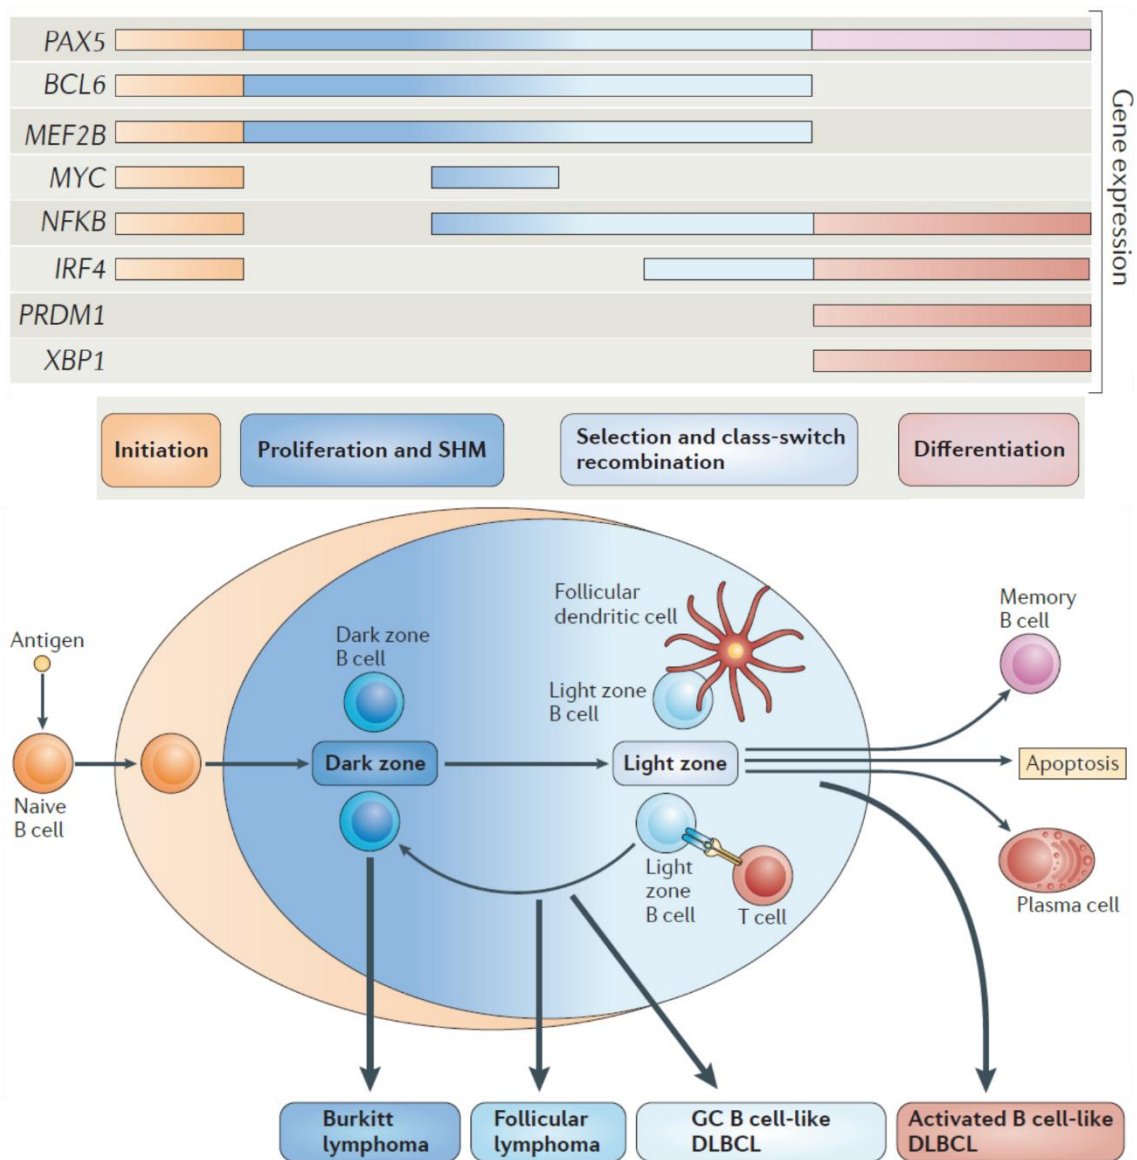 PAX5
BCL6
MEF2B
MYC
NFKB
IRF4
PRDM1
XBP1
Gene expression
Initiation
Proliferation and SHM
Selection and class-switch
recombination
Differentiation
Antigen
Naive
B cell
Dark zone
B cell
Dark zone
Follicular
dendritic cell
Light zone
B cell
Light zone
Light
zone
B cell
T cell
Memory
B cell
Apoptosis
Plasma cell
Burkitt
lymphoma
Follicular
lymphoma
GC B cell-like
DLBCL
Activated B cell-like
DLBCL